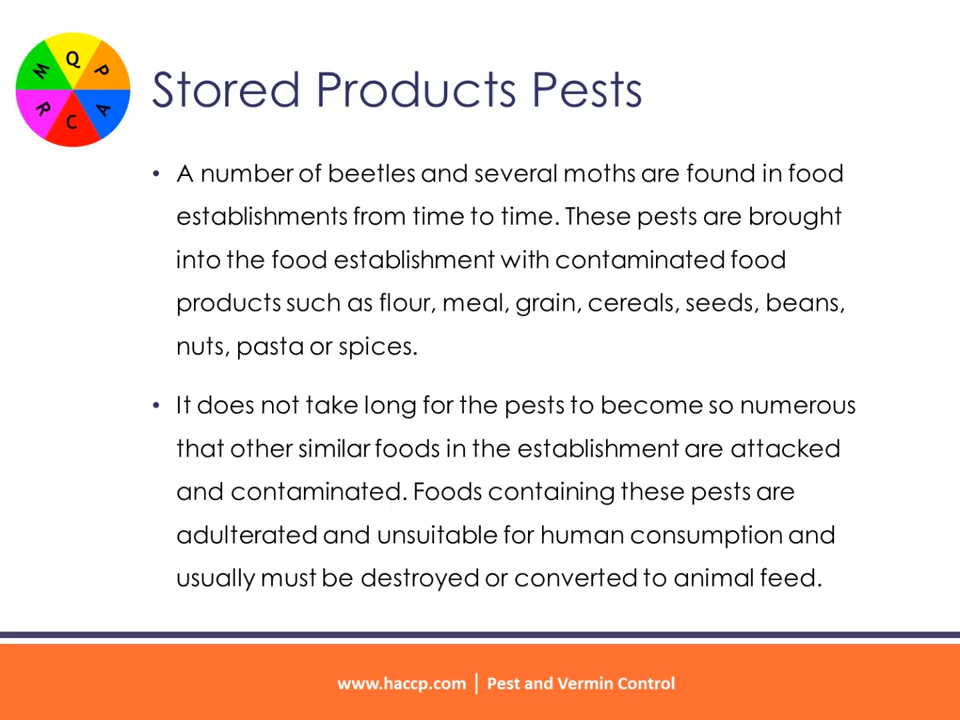 Q
P
A
C
R
M
Stored Products Pests
• A number of beetles and several moths are found in food
establishments from time to time. These pests are brought
into the food establishment with contaminated food
products such as flour, meal, grain, cereals, seeds, beans,
nuts, pasta or spices.
• It does not take long for the pests to become so numerous
that other similar foods in the establishment are attacked
and contaminated. Foods containing these pests are
adulterated and unsuitable for human consumption and
usually must be destroyed or converted to animal feed.
www.haccp.com | Pest and Vermin Control